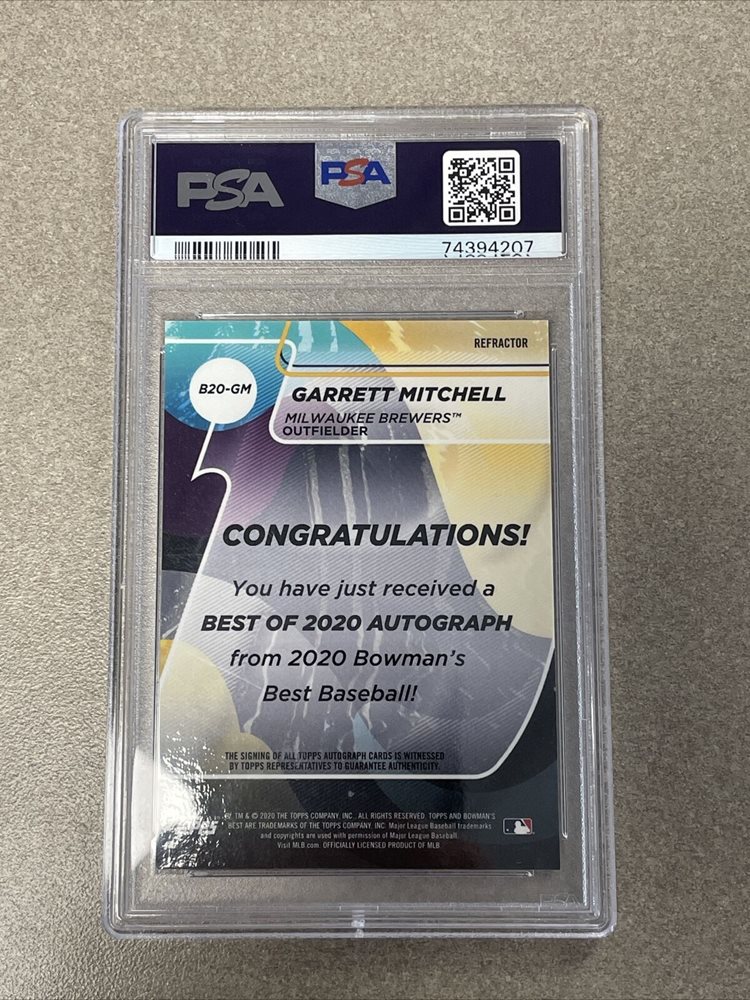 PSA PSA
74394207
REFRACTOR
B20-GM
GARRETT MITCHELL
MILWAUKEE BREWERS™
OUTFIELDER
CONGRATULATIONS!
You have just received a
BEST OF 2020 AUTOGRAPH
from 2020 Bowman's
Best Baseball!
THE SIGNING OF ALL TOPPS AUTOGRAPH CARDS IS WITNESSED
BY TOPPS REPRESENTATIVES TO GUARANTEE AUTHENTICITY.
® TM & © 2020 THE TOPPS COMPANY, INC. ALL RIGHTS RESERVED. TOPPS AND BOWMAN'S
BEST ARE TRADEMARKS OF THE TOPPS COMPANY, INC. Major League Baseball trademarks
and copyrights are used with permission of Major League Baseball.
Visit MLB.com. OFFICIALLY LICENSED PRODUCT OF MLB
PSA